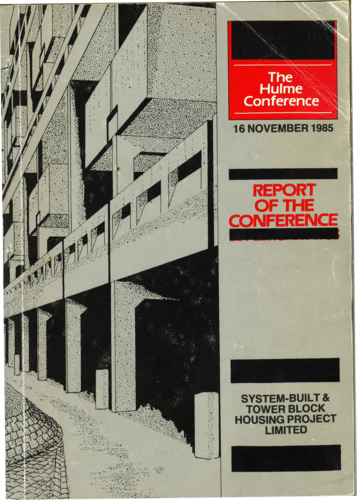 The
Hulme
Conference
16 NOVEMBER 1985
REPORT
OF THE
CONFERENCE
SYSTEM-BUILT &
TOWER BLOCK
HOUSING PROJECT
LIMITED